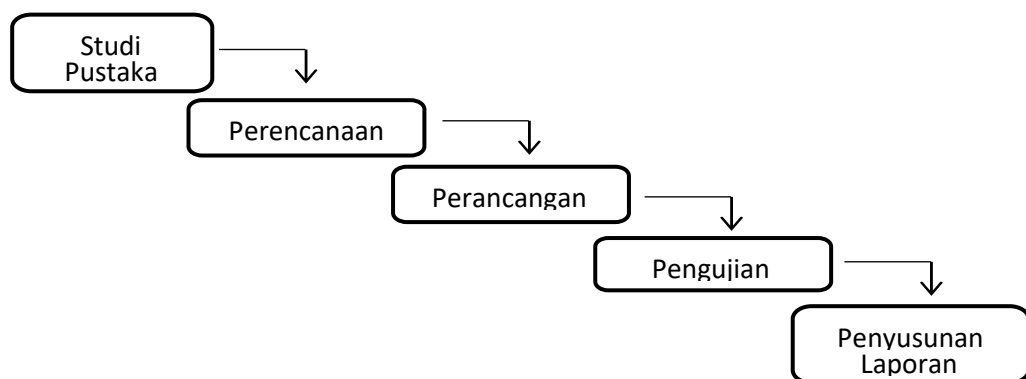 Studi
Pustaka
Perencanaan
Perancangan
Pengujian
Penyusunan
Laporan